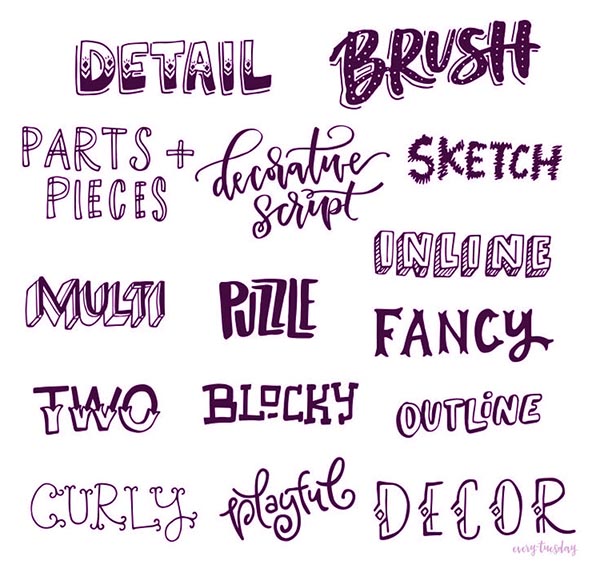 DETAIL
BRUSH
PARTS +
PIECES
decorative
script
SKETCH
INLINE
MULTI
PUZZLE
FANCY
TWO
BLOCKY
OUTLiNE
CURLY
playful
DECOR
every-tuesday